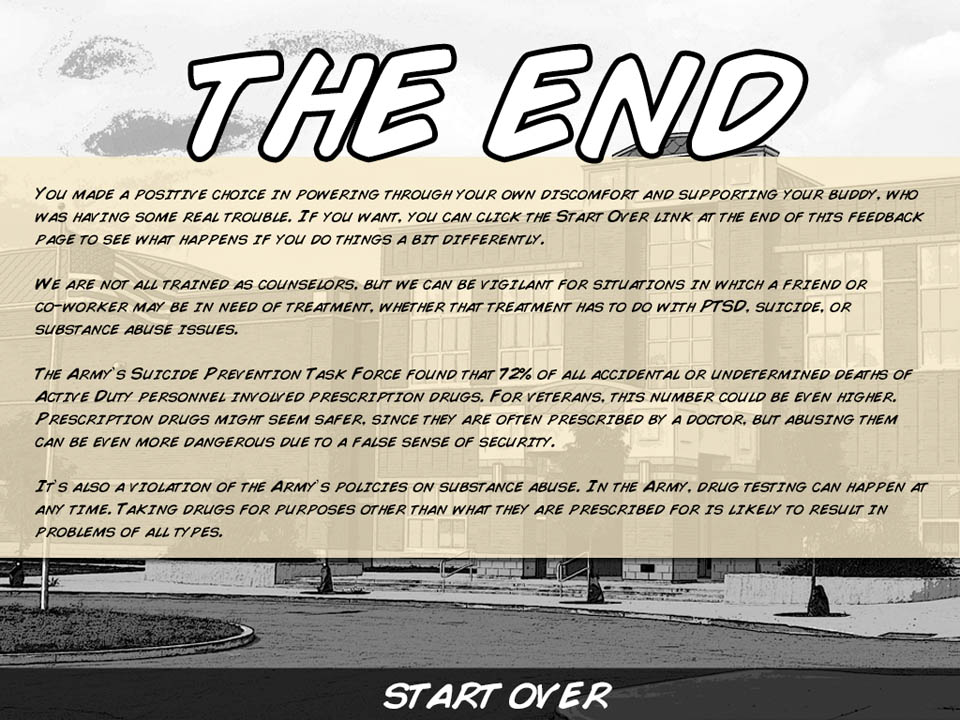 THE END
You made a positive choice in powering through your own discomfort and supporting your buddy, who
was having some real trouble. If you want, you can click the Start Over link at the end of this feedback
page to see what happens if you do things a bit differently.
We are not all trained as counselors, but we can be vigilant for situations in which a friend or
co-worker may be in need of treatment, whether that treatment has to do with PTSD, suicide, or
substance abuse issues.
The Army's Suicide Prevention Task Force found that 72% of all accidental or undetermined deaths of
Active Duty personnel involved prescription drugs. For veterans, this number could be even higher.
Prescription drugs might seem safer, since they are often prescribed by a doctor, but abusing them
can be even more dangerous due to a false sense of security.
It's also a violation of the Army's policies on substance abuse. In the Army, drug testing can happen at
any time. Taking drugs for purposes other than what they are prescribed for is likely to result in
problems of all types.
START OVER